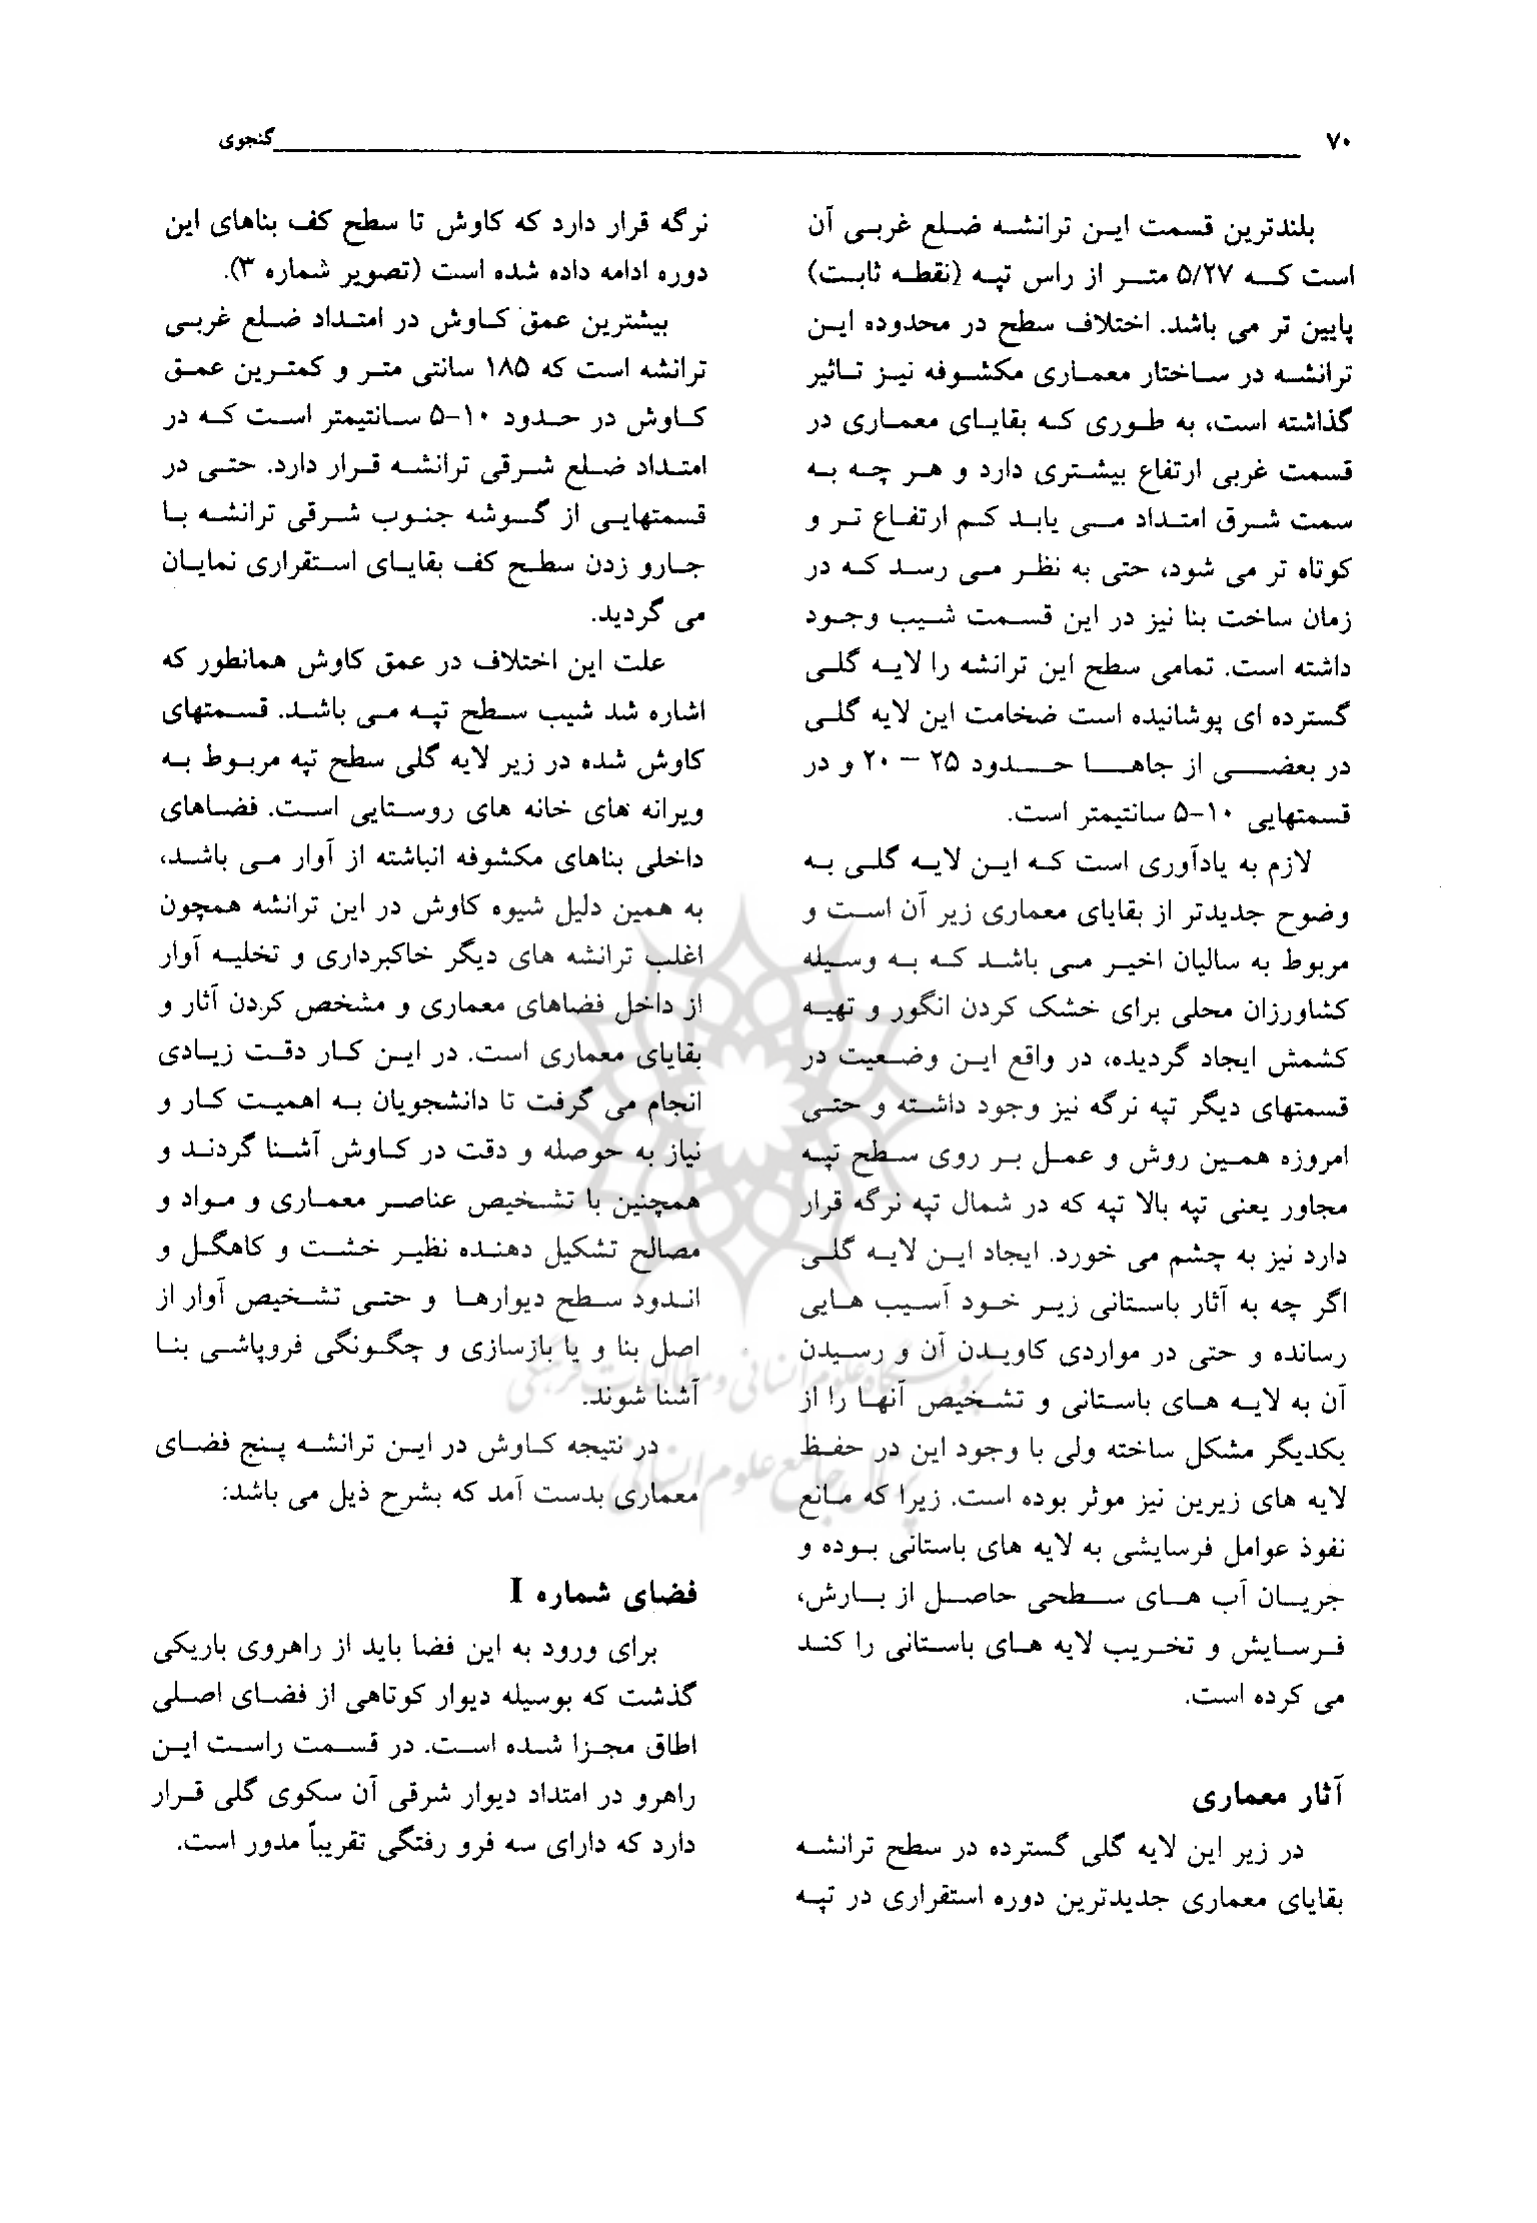 ۷۰
گنجوی
بلندترین قسمت این ترانشه ضلع غربی آن
است که ۵/۲۷ متر از راس تپه (نقطه ثابت)
پایین تر می باشد. اختلاف سطح در محدوده این
ترانشه در ساختار معماری مکشوفه نیز تاثیر
گذاشته است، به طوری که بقایای معماری در
قسمت غربی ارتفاع بیشتری دارد و هر چه به
سمت شرق امتداد می یابد کم ارتفاع تر و
کوتاه تر می شود، حتی به نظر می رسد که در
زمان ساخت بنا نیز در این قسمت شیب وجود
داشته است. تمامی سطح این ترانشه را لایه گلی
گسترده ای پوشانیده است ضخامت این لایه گلی
در بعضی از جاها حدود ۲۵ – ۲۰ و در
قسمتهایی ۱۰-۵ سانتیمتر است.
لازم به یادآوری است که این لایه گلی به
وضوح جدیدتر از بقایای معماری زیر آن است و
مربوط به سالیان اخیر می باشد که به وسیله
کشاورزان محلی برای خشک کردن انگور و تهیه
کشمش ایجاد گردیده، در واقع این وضعیت در
قسمتهای دیگر تپه نرگه نیز وجود داشته و حتی
امروزه همین روش و عمل بر روی سطح تپه
مجاور یعنی تپه بالا تپه که در شمال تپه نرگه قرار
دارد نیز به چشم می خورد. ایجاد این لایه گلی
اگر چه به آثار باستانی زیر خود آسیب هایی
رسانده و حتی در مواردی کاویدن آن و رسیدن
آن به لایه های باستانی و تشخیص آنها را از
یکدیگر مشکل ساخته ولی با وجود این در حفظ
لایه های زیرین نیز موثر بوده است. زیرا که مانع
نفوذ عوامل فرسایشی به لایه های باستانی بوده و
جریان آب های سطحی حاصل از بارش،
فرسایش و تخریب لایه های باستانی را کند
می کرده است.
آثار معماری
در زیر این لایه گلی گسترده در سطح ترانشه
بقایای معماری جدیدترین دوره استقراری در تپه
نرگه قرار دارد که کاوش تا سطح کف بناهای این
دوره ادامه داده شده است (تصویر شماره ۳).
بیشترین عمق کاوش در امتداد ضلع غربی
ترانشه است که ۱۸۵ سانتی متر و کمترین عمق
کاوش در حدود ۱۰-۵ سانتیمتر است که در
امتداد ضلع شرقی ترانشه قرار دارد. حتی در
قسمتهایی از گوشه جنوب شرقی ترانشه با
جارو زدن سطح کف بقایای استقراری نمایان
می گردید.
علت این اختلاف در عمق کاوش همانطور که
اشاره شد شیب سطح تپه می باشد. قسمتهای
کاوش شده در زیر لایه گلی سطح تپه مربوط به
ویرانه های خانه های روستایی است. فضاهای
داخلی بناهای مکشوفه انباشته از آوار می باشد،
به همین دلیل شیوه کاوش در این ترانشه همچون
اغلب ترانشه های دیگر خاکبرداری و تخلیه آوار
از داخل فضاهای معماری و مشخص کردن آثار و
بقایای معماری است. در این کار دقت زیادی
انجام می گرفت تا دانشجویان به اهمیت کار و
نیاز به حوصله و دقت در کاوش آشنا گردند و
همچنین با تشخیص عناصر معماری و مواد و
مصالح تشکیل دهنده نظیر خشت و کاهگل و
اندود سطح دیوارها و حتی تشخیص آوار از
اصل بنا و یا بازسازی و چگونگی فروپاشی بنا
آشنا شوند.
در نتیجه کاوش در این ترانشه پنج فضای
معماری بدست آمد که بشرح ذیل می باشد:
فضای شماره I
برای ورود به این فضا باید از راهروی باریکی
گذشت که بوسیله دیوار کوتاهی از فضای اصلی
اطاق مجزا شده است. در قسمت راست این
راهرو در امتداد دیوار شرقی آن سکوی گلی قرار
دارد که دارای سه فرو رفتگی تقریباً مدور است.
پژوهشگاه علوم انسانی و مطالعات فرهنگی
پرتال جامع علوم انسانی